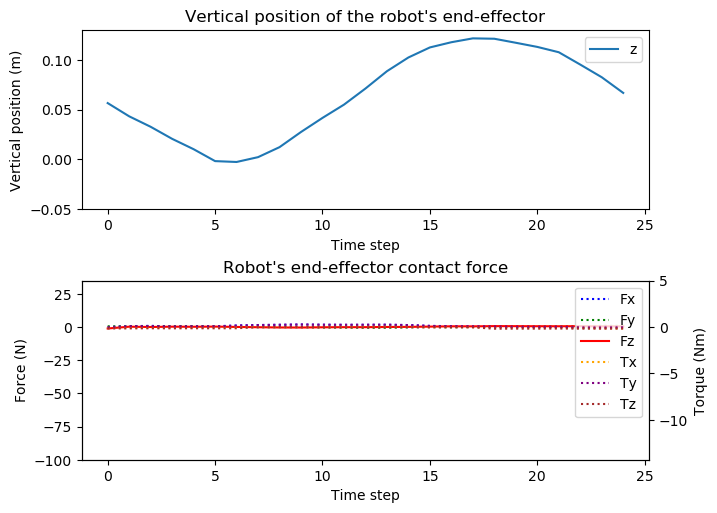 Vertical position of the robot's end-effector
Vertical position (m)
0.10
0.05
0.00
−0.05
z
0
5
10
15
20
25
Time step
Robot's end-effector contact force
Force (N)
25
0
−25
−50
−75
−100
Fx
Fy
Fz
Tx
Ty
Tz
5
0
−5
−10
Torque (Nm)
0
5
10
15
20
25
Time step